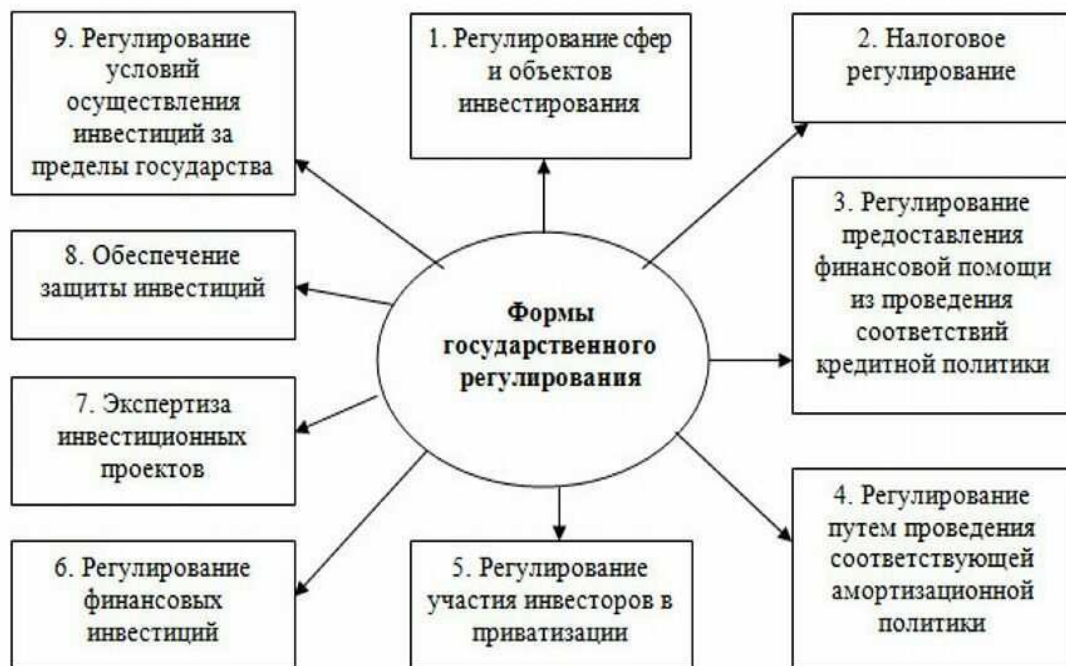 9. Регулирование
условий
осуществления
инвестиций за
пределы государства
1. Регулирование сфер
и объектов
инвестирования
2. Налоговое
регулирование
3. Регулирование
предоставления
финансовой помощи
из проведения
соответствий
кредитной политики
8. Обеспечение
защиты инвестиций
Формы
государственного
регулирования
7. Экспертиза
инвестиционных
проектов
4. Регулирование
путем проведения
соответствующей
амортизационной
политики
6. Регулирование
финансовых
инвестиций
5. Регулирование
участия инвесторов в
приватизации